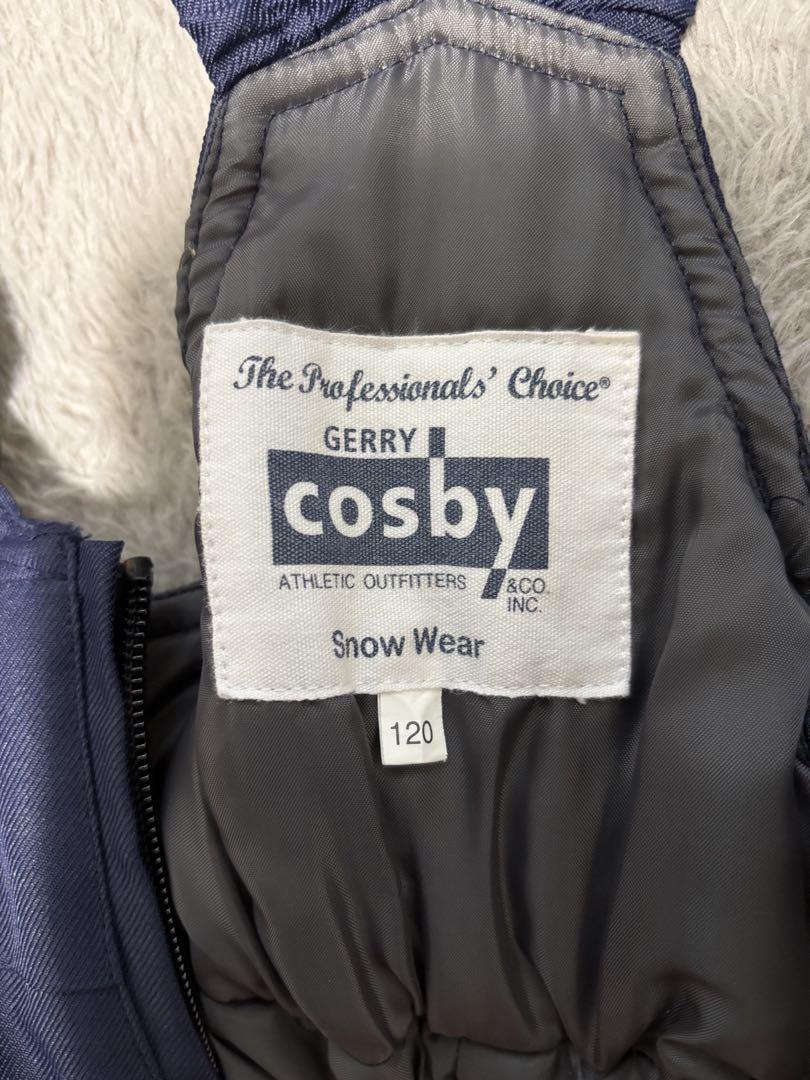 The Professionals' Choice®
GERRY
cosby
ATHLETIC OUTFITTERS &CO. INC.
Snow Wear
120